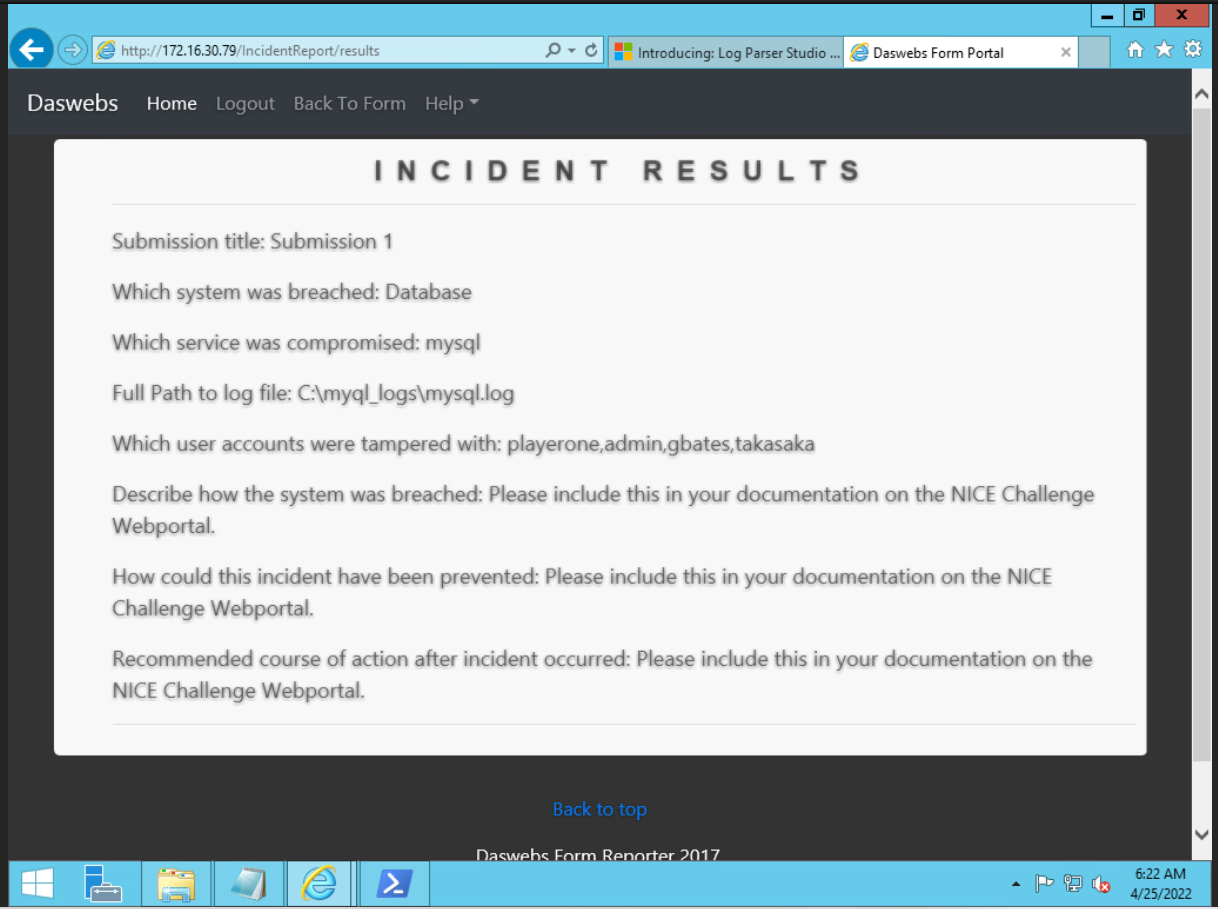 http://172.16.30.79/IncidentReport/results
Introducing: Log Parser Studio ...
Daswebs Form Portal
Daswebs Home Logout Back To Form Help
INCIDENT RESULTS
Submission title: Submission 1
Which system was breached: Database
Which service was compromised: mysql
Full Path to log file: C:\myql_logs\mysql.log
Which user accounts were tampered with: playerone,admin,gbates,takasaka
Describe how the system was breached: Please include this in your documentation on the NICE Challenge
Webportal.
How could this incident have been prevented: Please include this in your documentation on the NICE
Challenge Webportal.
Recommended course of action after incident occurred: Please include this in your documentation on the
NICE Challenge Webportal.
Back to top
Daswebs Form Reporter 2017
6:22 AM
4/25/2022